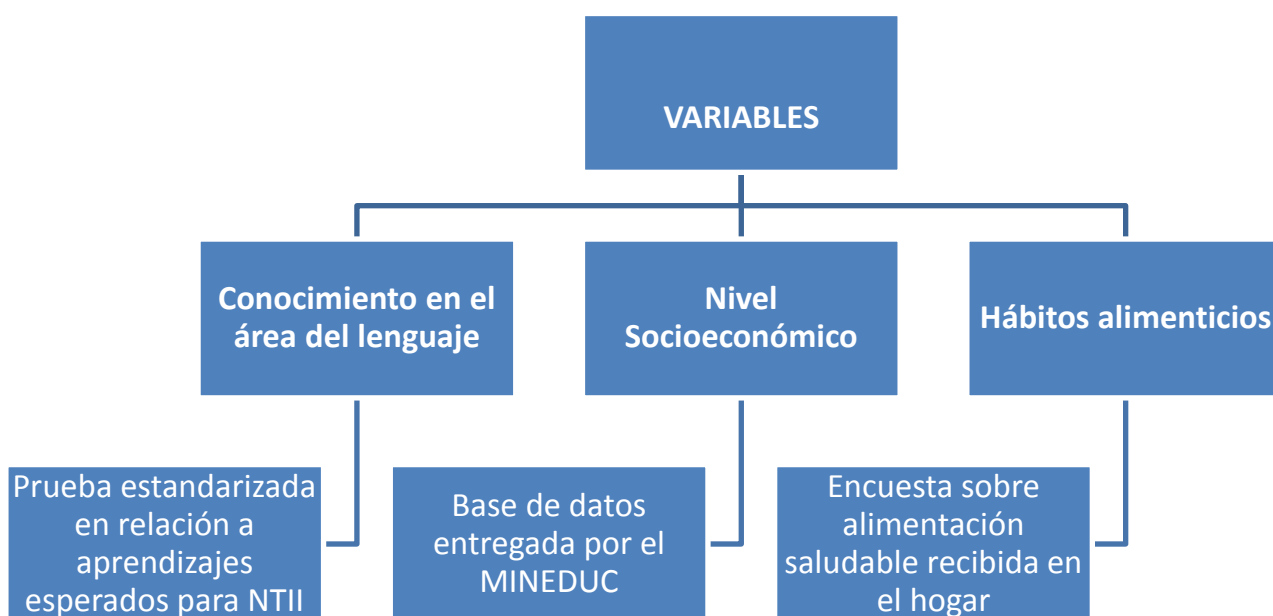 VARIABLES
Conocimiento en el
área del lenguaje
Nivel
Socioeconómico
Hábitos alimenticios
Prueba estandarizada
en relación a
aprendizajes
esperados para NTII
Base de datos
entregada por el
MINEDUC
Encuesta sobre
alimentación
saludable recibida en
el hogar